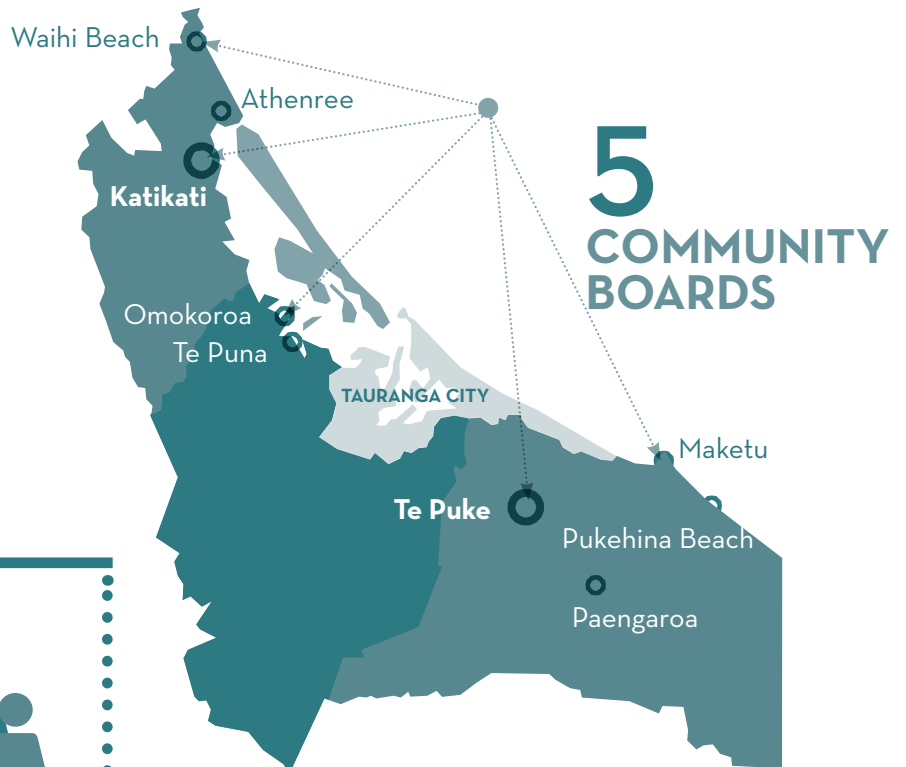 Waihi Beach
Athenree
Katikati
5
COMMUNITY
BOARDS
Omokoroa
Te Puna
TAURANGA CITY
Maketu
Te Puke
Pukehina Beach
Paengaroa